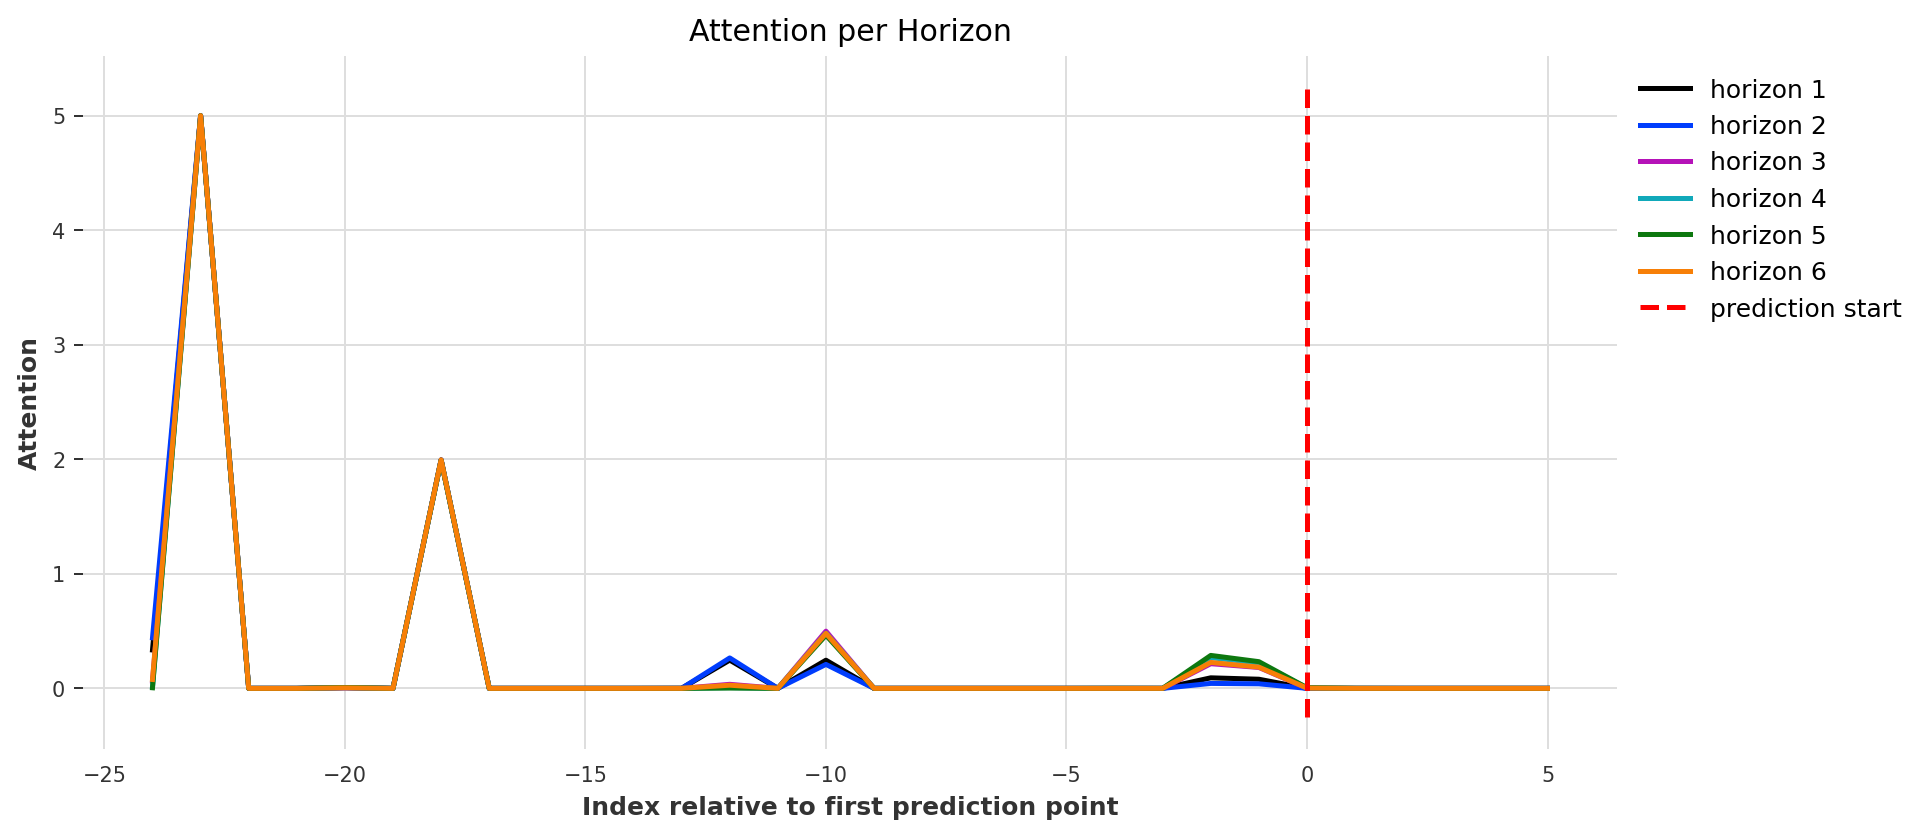 Attention per Horizon
5
4
3
2
1
0
Attention
−25
−20
−15
−10
−5
0
5
Index relative to first prediction point
horizon 1
horizon 2
horizon 3
horizon 4
horizon 5
horizon 6
prediction start